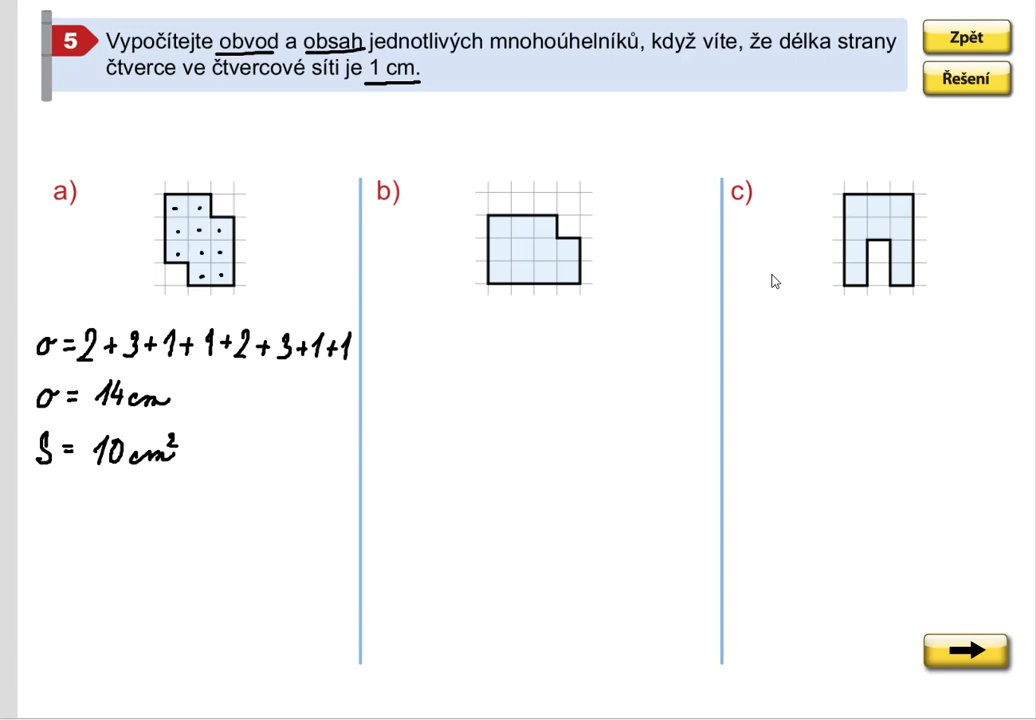 5
Vypočítejte obvod a obsah jednotlivých mnohoúhelníků, když víte, že délka strany
čtverce ve čtvercové síti je 1 cm.
Zpět
Řešení
a)
b)
c)
σ = 2 + 3 + 1 + 1 + 2 + 3 + 1 + 1
σ = 14 cm
S = 10 cm²